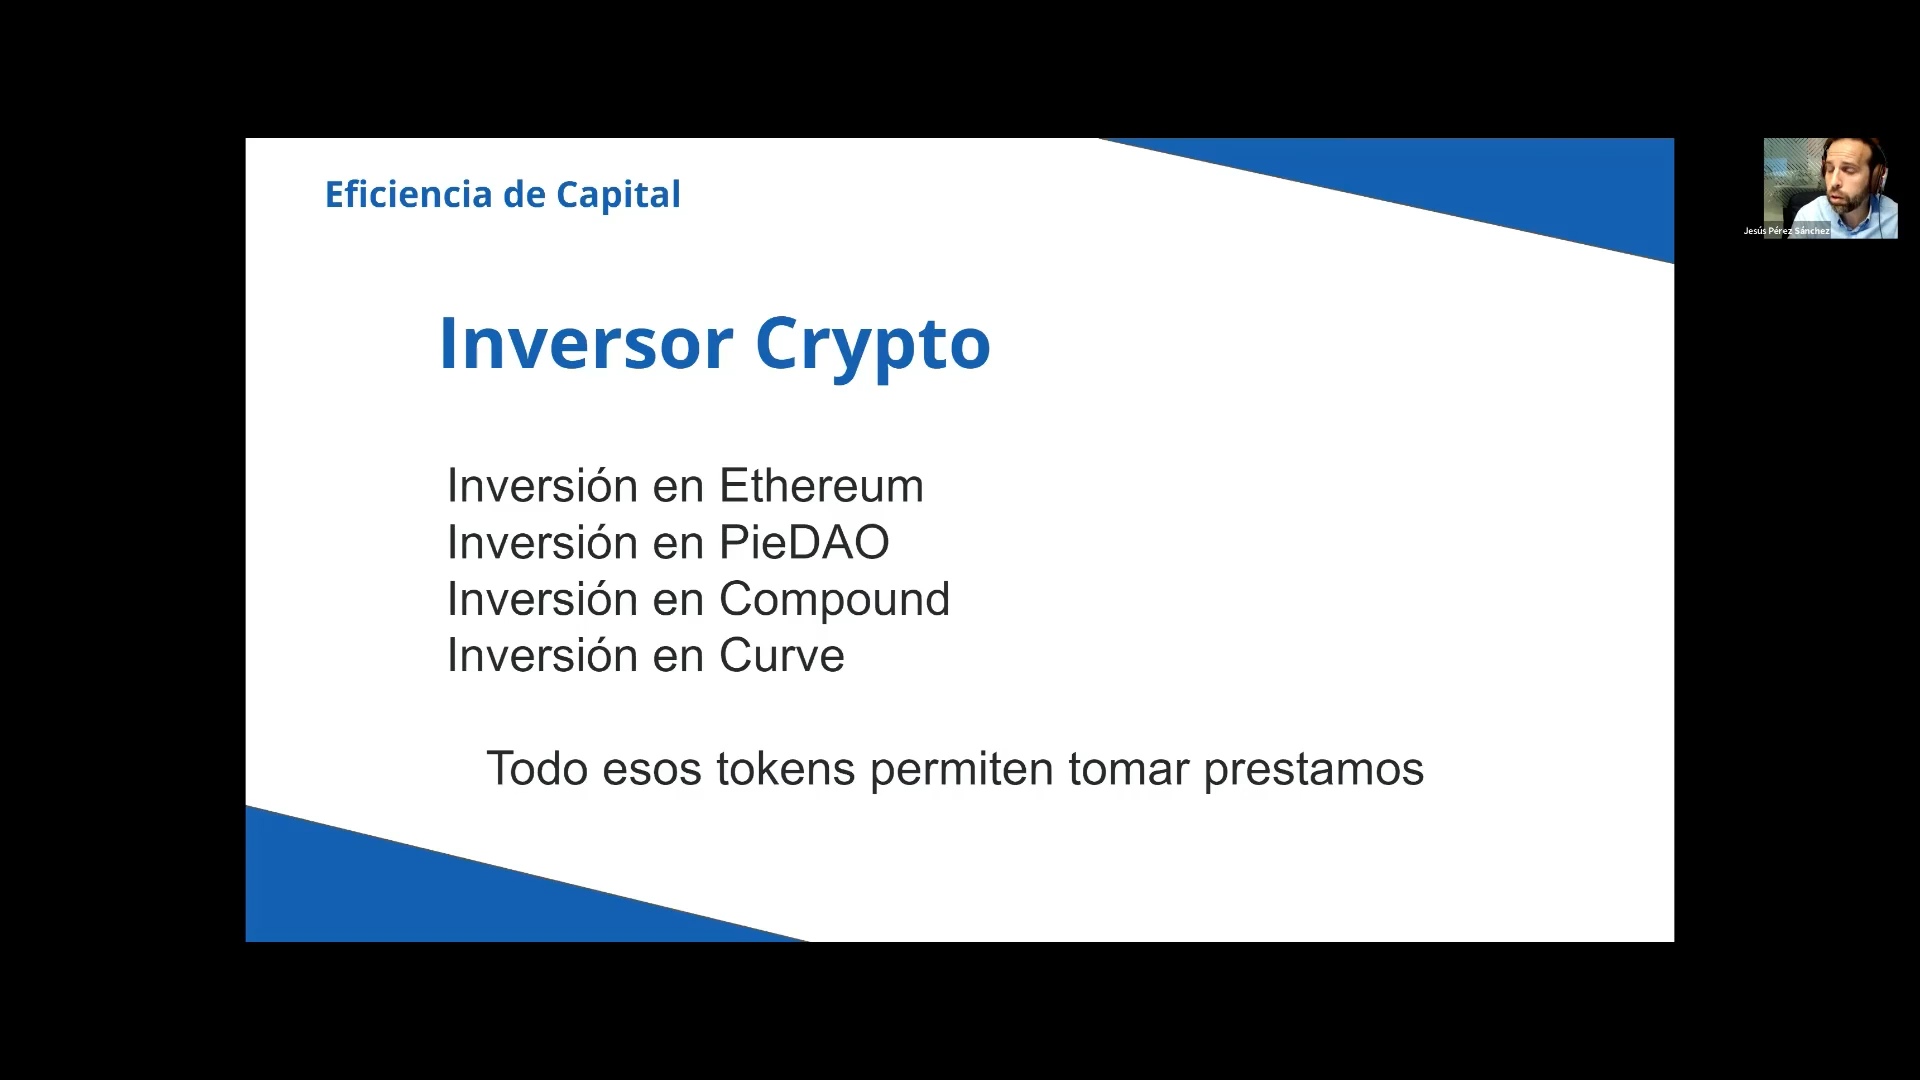 Eficiencia de Capital
Inversor Crypto
Inversión en Ethereum
Inversión en PieDAO
Inversión en Compound
Inversión en Curve
Todo esos tokens permiten tomar prestamos
Jesús Pérez Sánchez